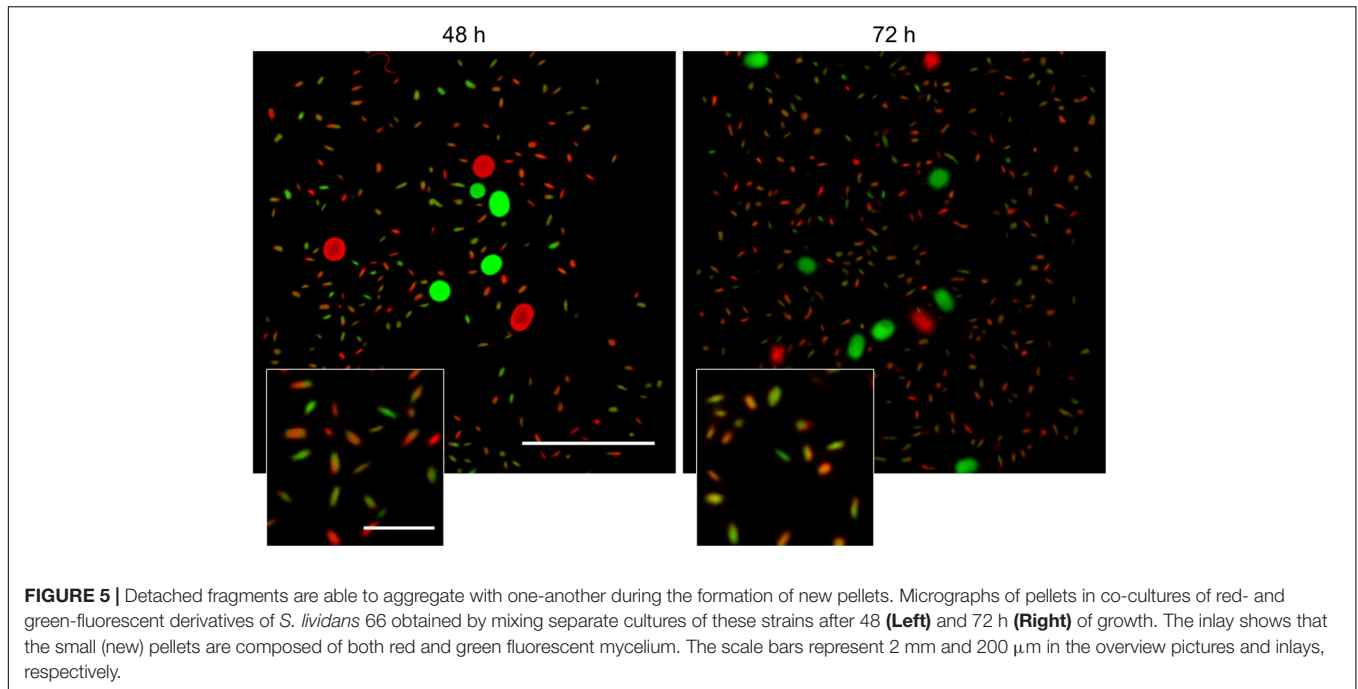 48 h
72 h
FIGURE 5 | Detached fragments are able to aggregate with one-another during the formation of new pellets. Micrographs of pellets in co-cultures of red- and
green-fluorescent derivatives of S. lividans 66 obtained by mixing separate cultures of these strains after 48 (Left) and 72 h (Right) of growth. The inlay shows that
the small (new) pellets are composed of both red and green fluorescent mycelium. The scale bars represent 2 mm and 200 μm in the overview pictures and inlays,
respectively.